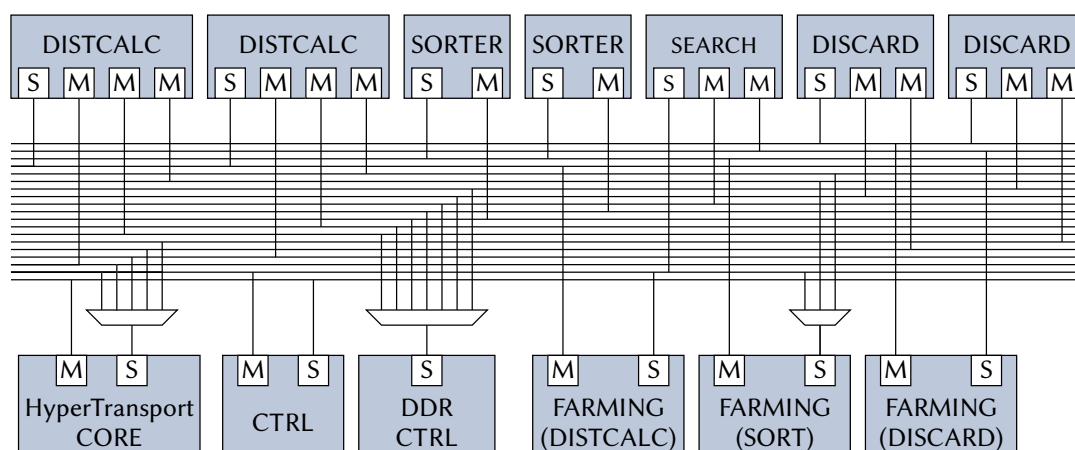 DISTCALC
S M M M
DISTCALC
S M M M
SORTER
S M
SORTER
S M
SEARCH
S M M
DISCARD
S M M
DISCARD
S M M
M S
HyperTransport
CORE
M S
CTRL
S
DDR
CTRL
M S
FARMING
(DISTCALC)
M S
FARMING
(SORT)
M S
FARMING
(DISCARD)